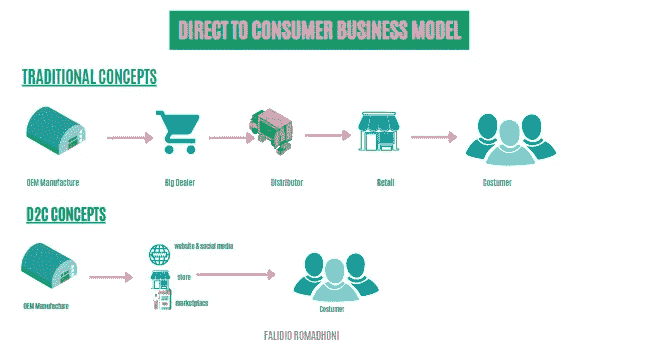 DIRECT TO CONSUMER BUSINESS MODEL
TRADITIONAL CONCEPTS
OEM Manufacture
Big Dealer
Distributor
Retail
Costumer
D2C CONCEPTS
website & social media
store
marketplace
OEM Manufacture
Costumer
FALIDIO ROMADHONI